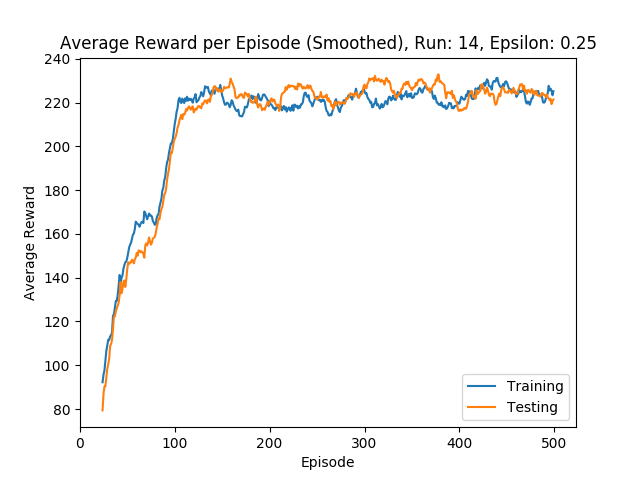 Average Reward per Episode (Smoothed), Run: 14, Epsilon: 0.25
240
220
200
180
160
140
120
100
80
Average Reward
0 100 200 300 400 500
Episode
Training
Testing